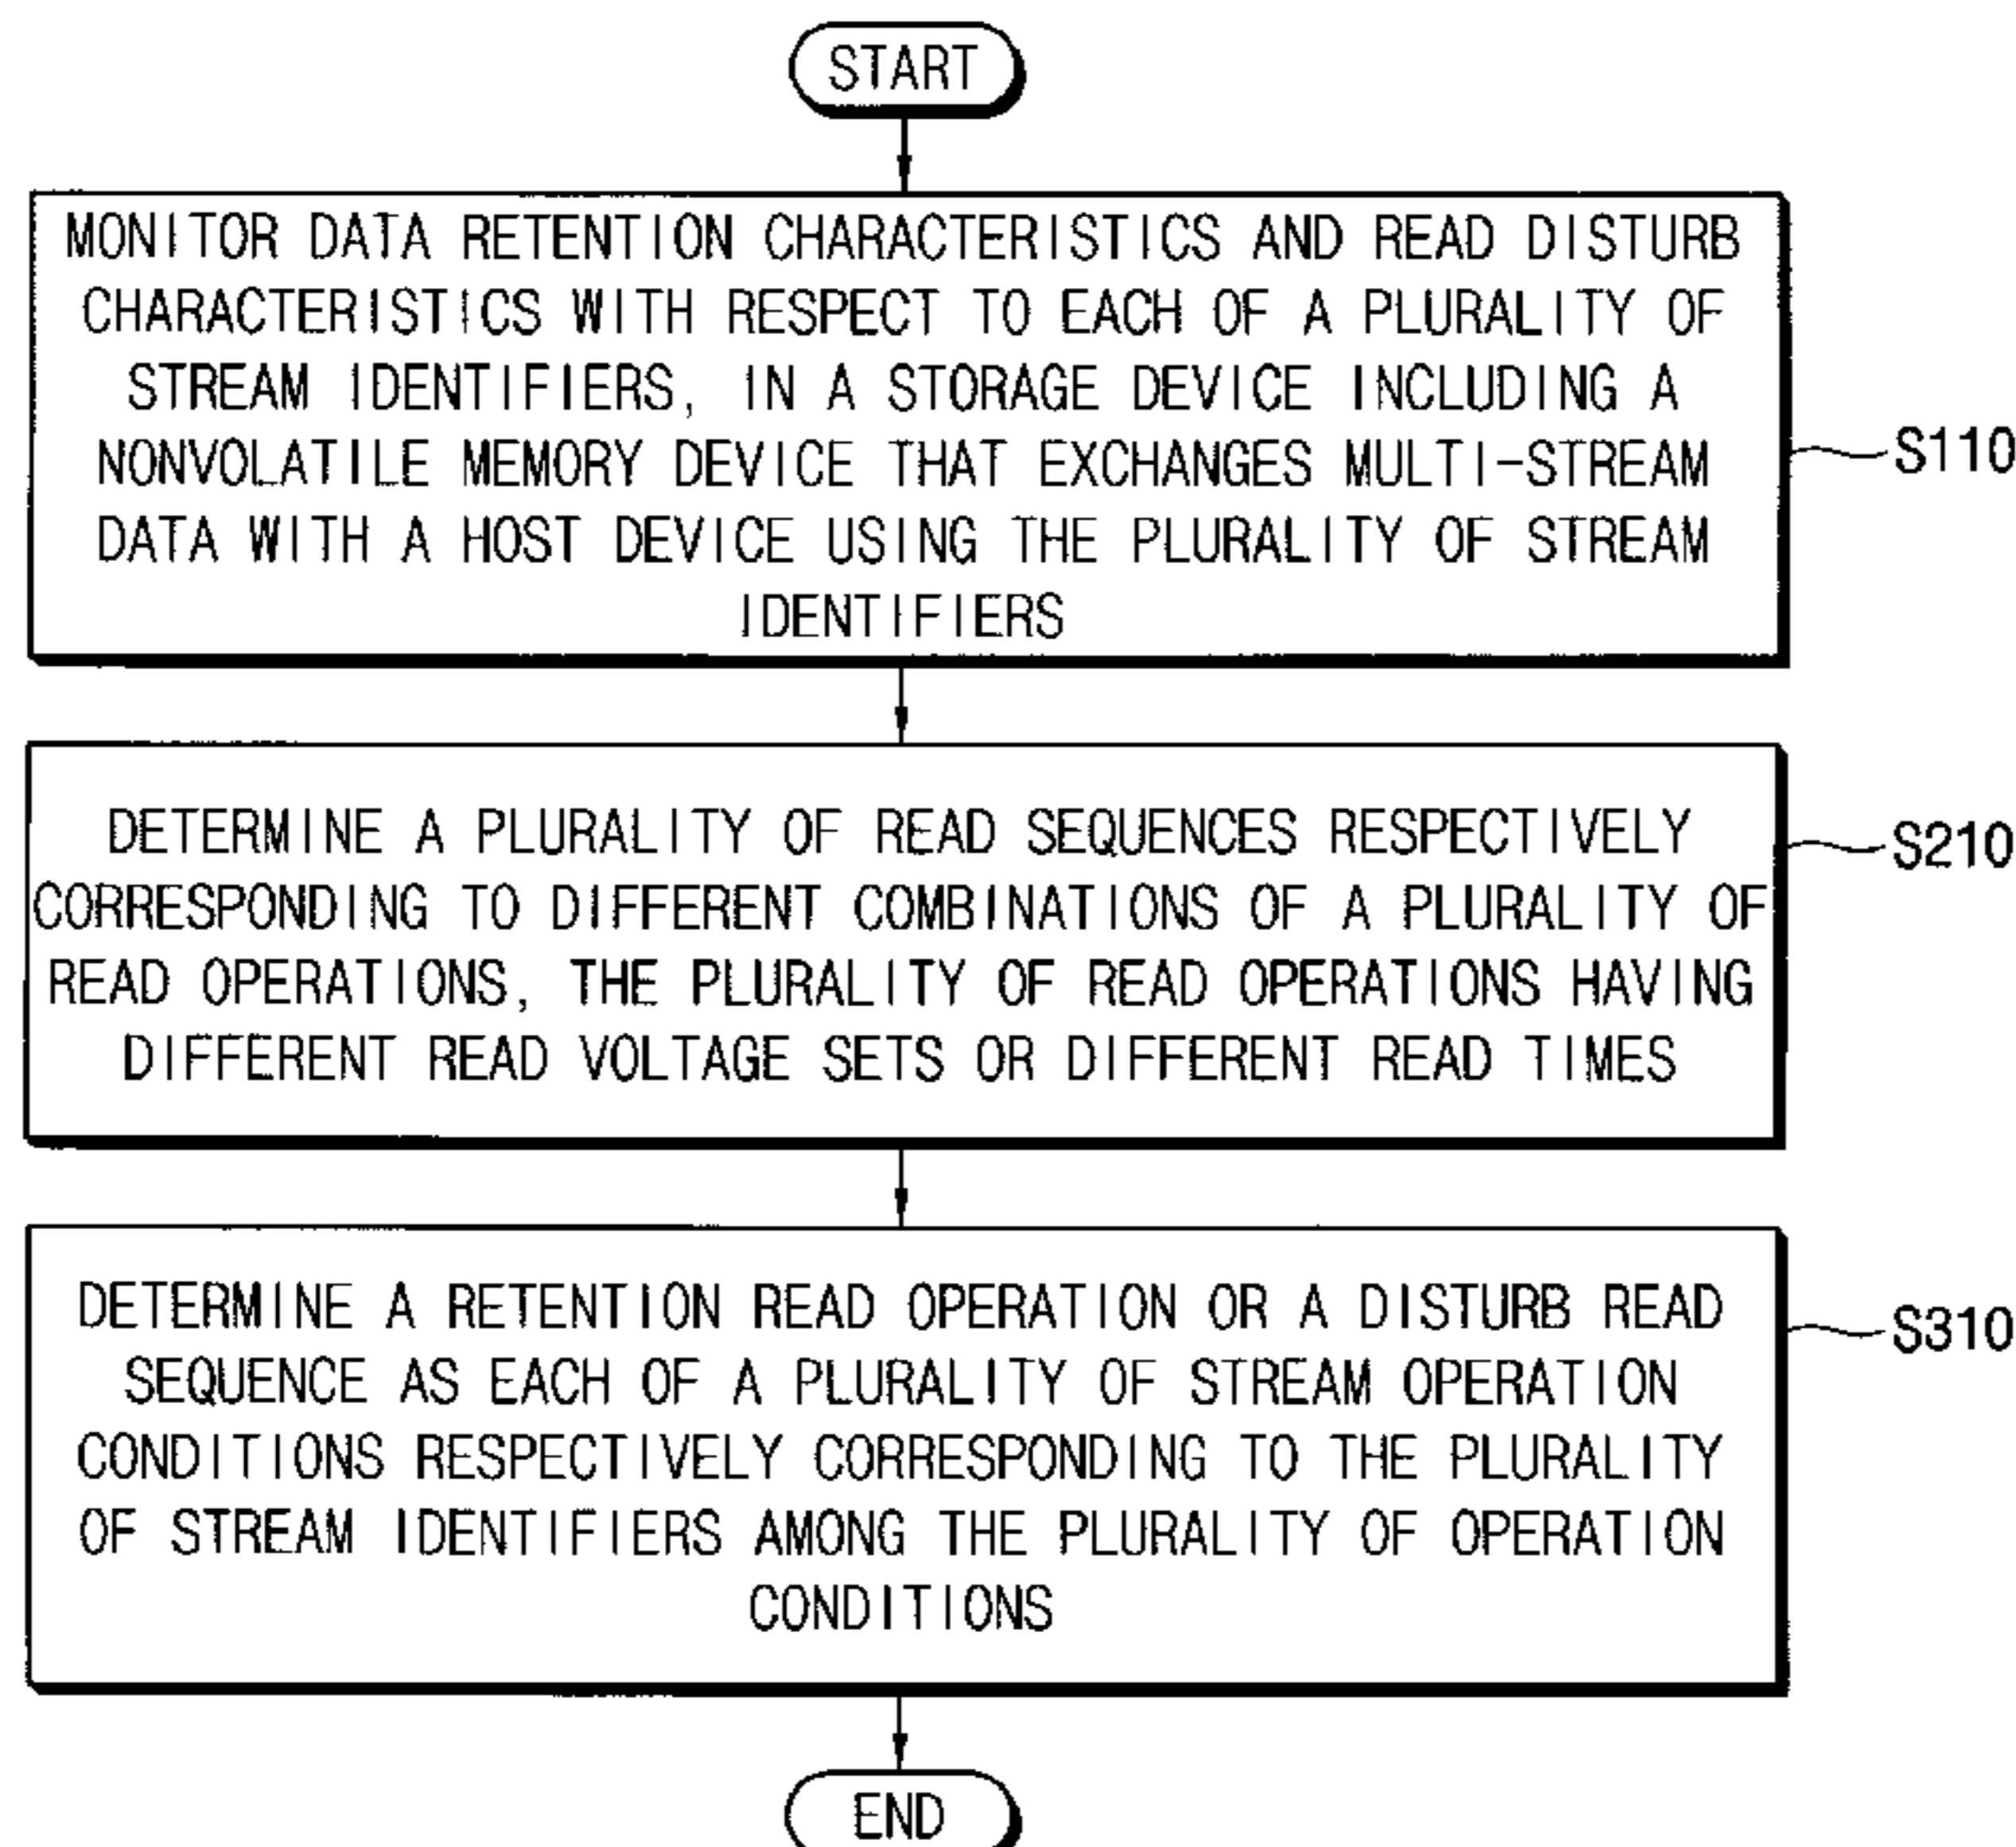 START
MONITOR DATA RETENTION CHARACTERISTICS AND READ DISTURB
CHARACTERISTICS WITH RESPECT TO EACH OF A PLURALITY OF
STREAM IDENTIFIERS, IN A STORAGE DEVICE INCLUDING A
NONVOLATILE MEMORY DEVICE THAT EXCHANGES MULTI-STREAM
DATA WITH A HOST DEVICE USING THE PLURALITY OF STREAM
IDENTIFIERS
S110
DETERMINE A PLURALITY OF READ SEQUENCES RESPECTIVELY
CORRESPONDING TO DIFFERENT COMBINATIONS OF A PLURALITY OF
READ OPERATIONS, THE PLURALITY OF READ OPERATIONS HAVING
DIFFERENT READ VOLTAGE SETS OR DIFFERENT READ TIMES
S210
DETERMINE A RETENTION READ OPERATION OR A DISTURB READ
SEQUENCE AS EACH OF A PLURALITY OF STREAM OPERATION
CONDITIONS RESPECTIVELY CORRESPONDING TO THE PLURALITY
OF STREAM IDENTIFIERS AMONG THE PLURALITY OF OPERATION
CONDITIONS
S310
END